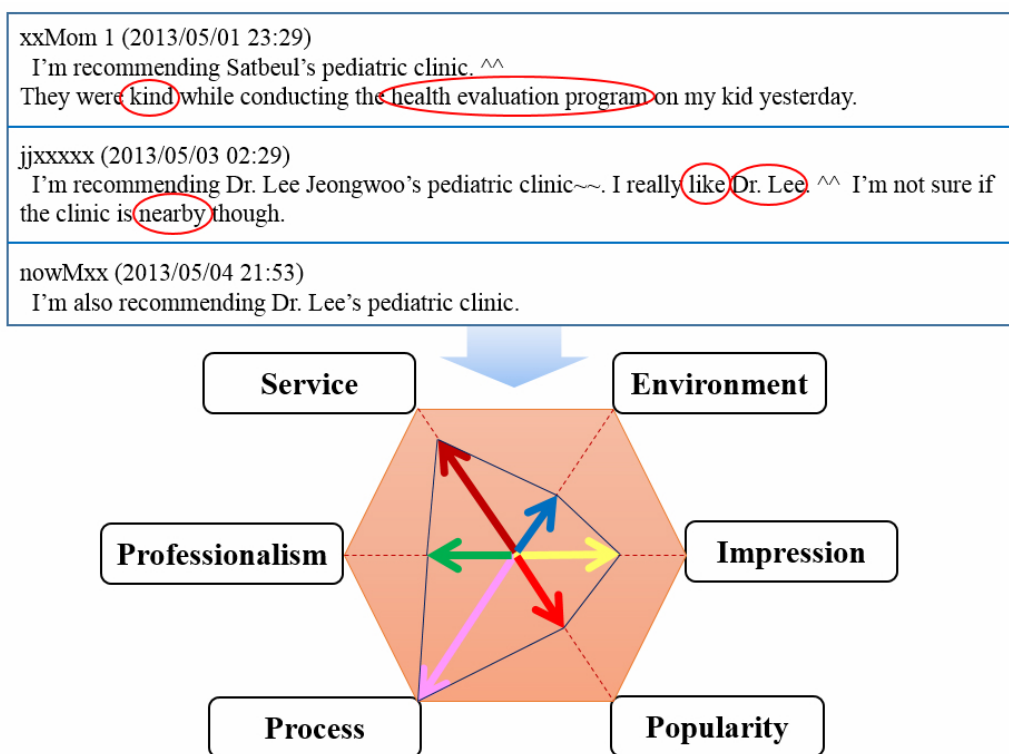 xxMom 1 (2013/05/01 23:29)
I'm recommending Satbeul's pediatric clinic. ^^
They were kind while conducting the health evaluation program on my kid yesterday.
jjxxxxx (2013/05/03 02:29)
I'm recommending Dr. Lee Jeongwoo's pediatric clinic~~. I really like Dr. Lee. ^^ I'm not sure if
the clinic is nearby though.
nowMxx (2013/05/04 21:53)
I'm also recommending Dr. Lee's pediatric clinic.
Service
Environment
Professionalism
Impression
Process
Popularity